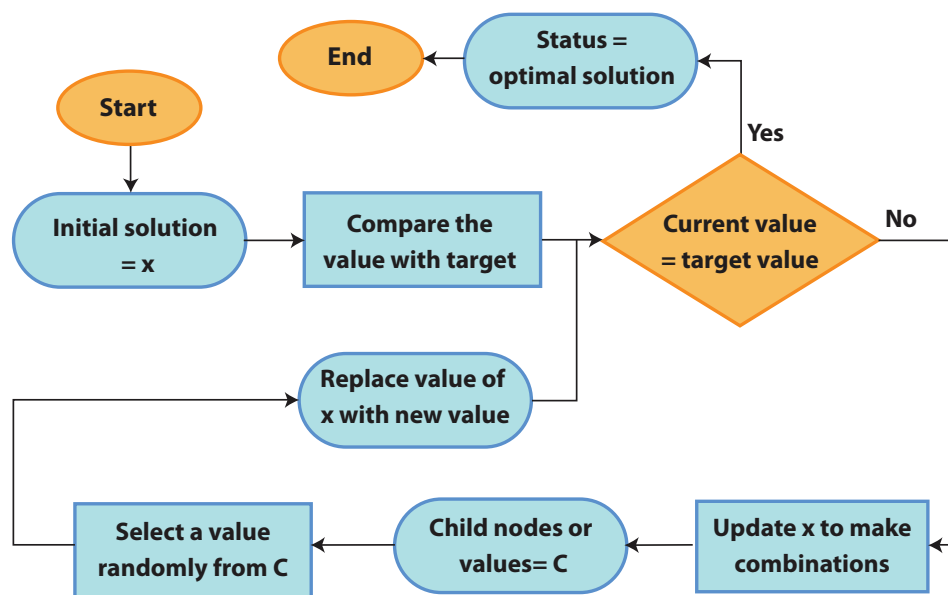 Start
Initial solution
= x
Compare the
value with target
Current value
= target value
Yes
Status =
optimal solution
End
No
Update x to make
combinations
Child nodes or
values= C
Select a value
randomly from C
Replace value of
x with new value